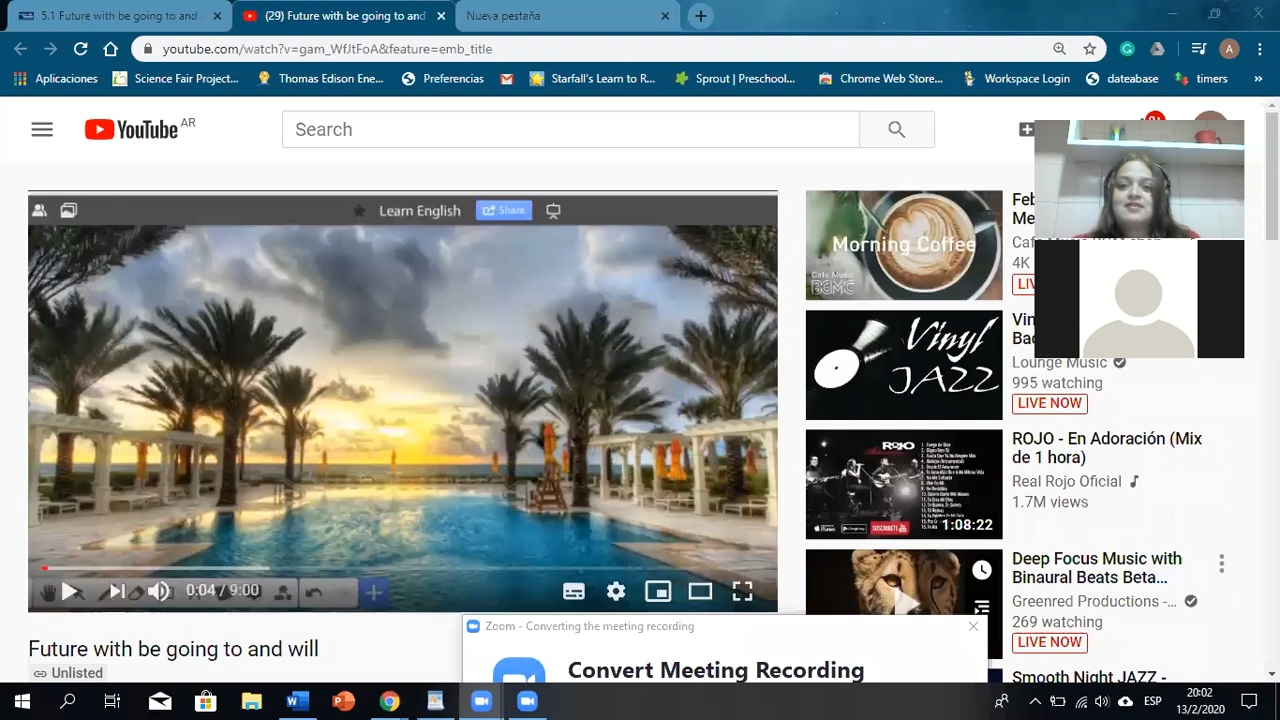 5.1 Future with be going to and
(29) Future with be going to and
Nueva pestaña
youtube.com/watch?v=gam_WfJtFoA&feature=emb_title
A
Aplicaciones
Science Fair Project...
Thomas Edison Ene...
Preferencias
Starfall's Learn to R...
Sprout | Preschool...
Chrome Web Store...
Workspace Login
dateabase
timers
»
YouTube AR
Search
Learn English
Share
Morning Coffee
Cafe Music
BGMC
4K
Vinyl
JAZZ
Lounge Music
995 watching
LIVE NOW
ROJO
ROJO - En Adoración (Mix
de 1 hora)
Real Rojo Oficial
1.7M views
1:08:22
Deep Focus Music with
Binaural Beats Beta...
Greenred Productions -...
269 watching
LIVE NOW
Smooth Night JAZZ -
0:04 / 9:00
Future with be going to and will
Unlisted
Zoom - Converting the meeting recording
Convert Meeting Recording
ESP
20:02
13/2/2020